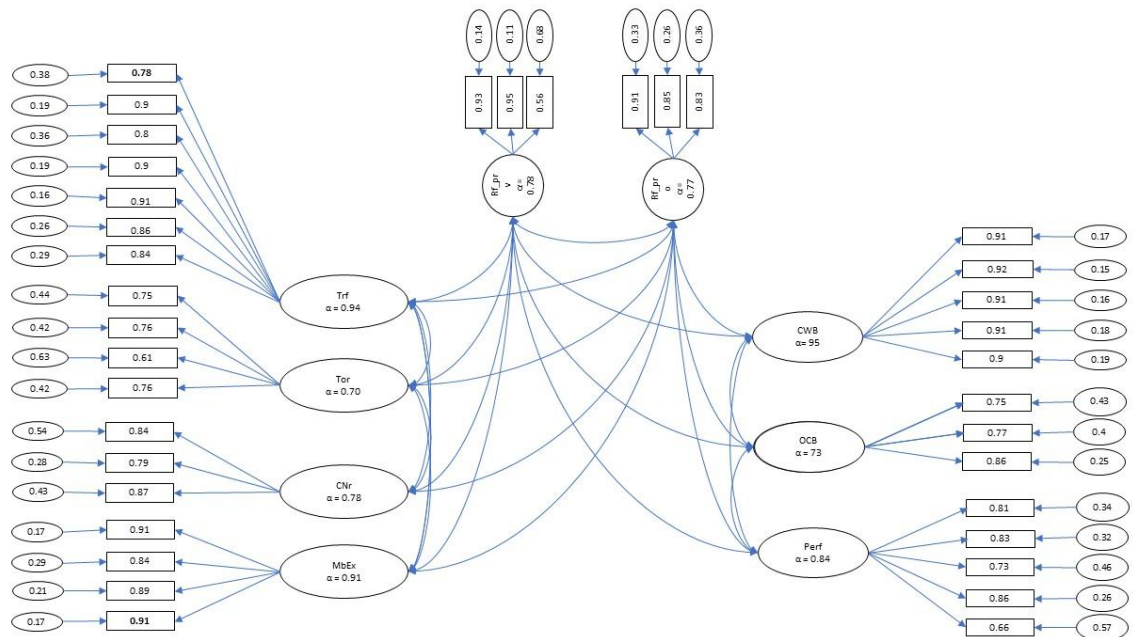 0.14 0.11 0.68
0.33 0.26 0.36
0.93 0.95 0.56
0.91 0.85 0.83
Rf_pr
v
α =
0.78
Rf_pr
o
α=
0.77
0.38 0.78
0.19 0.9
0.36 0.8
0.19 0.9
0.16 0.91
0.26 0.86
0.29 0.84
Trf
α = 0.94
0.44 0.75
0.42 0.76
0.63 0.61
0.42 0.76
Tor
α = 0.70
0.54 0.84
0.28 0.79
0.43 0.87
CNr
α = 0.78
0.17 0.91
0.29 0.84
0.21 0.89
0.17 0.91
MbEx
α = 0.91
CWB
α= 95
0.91 0.17
0.92 0.15
0.91 0.16
0.91 0.18
0.9 0.19
OCB
α = 73
0.75 0.43
0.77 0.4
0.86 0.25
Perf
α = 0.84
0.81 0.34
0.83 0.32
0.73 0.46
0.86 0.26
0.66 0.57